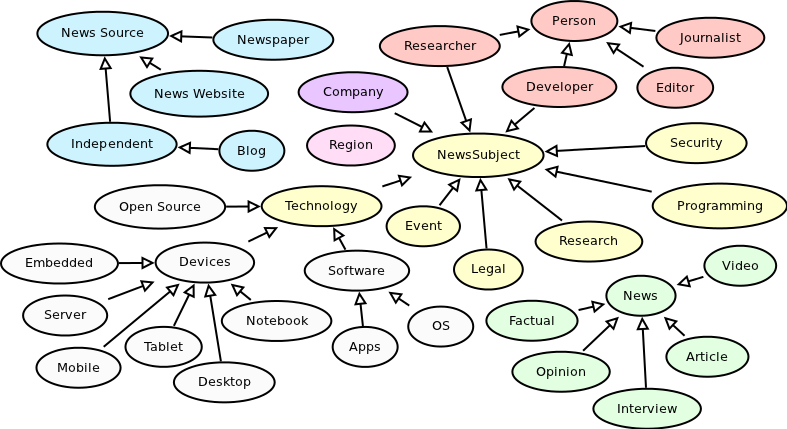 News Source
Newspaper
News Website
Independent
Blog
Person
Researcher
Journalist
Developer
Editor
Company
Region
NewsSubject
Security
Programming
Technology
Open Source
Event
Research
Legal
Devices
Embedded
Software
Server
Notebook
Tablet
Mobile
Desktop
Apps
OS
News
Video
Factual
Opinion
Article
Interview